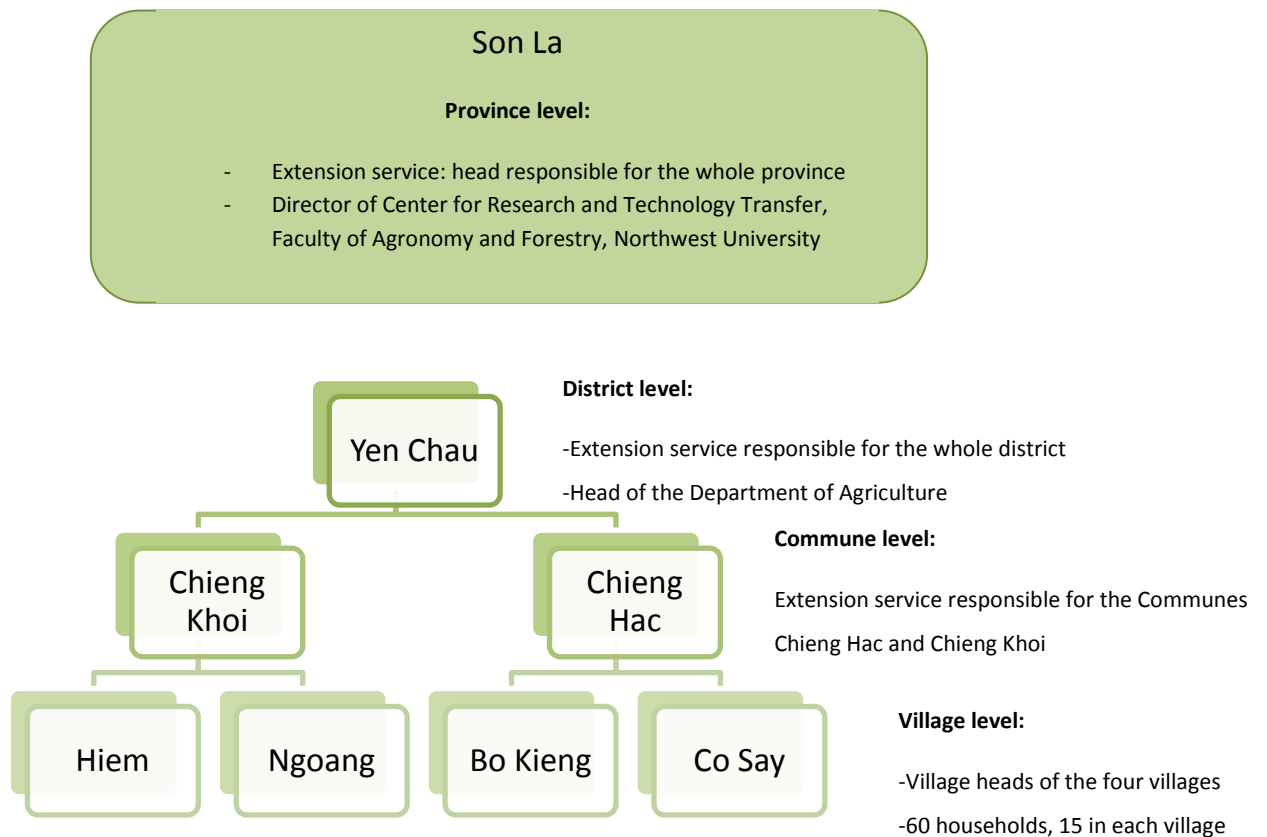 Son La
Province level:
- Extension service: head responsible for the whole province
- Director of Center for Research and Technology Transfer,
Faculty of Agronomy and Forestry, Northwest University
District level:
Yen Chau
-Extension service responsible for the whole district
-Head of the Department of Agriculture
Commune level:
Chieng
Khoi
Chieng
Hac
Extension service responsible for the Communes
Chieng Hac and Chieng Khoi
Village level:
Hiem
Ngoang
Bo Kieng
Co Say
-Village heads of the four villages
-60 households, 15 in each village